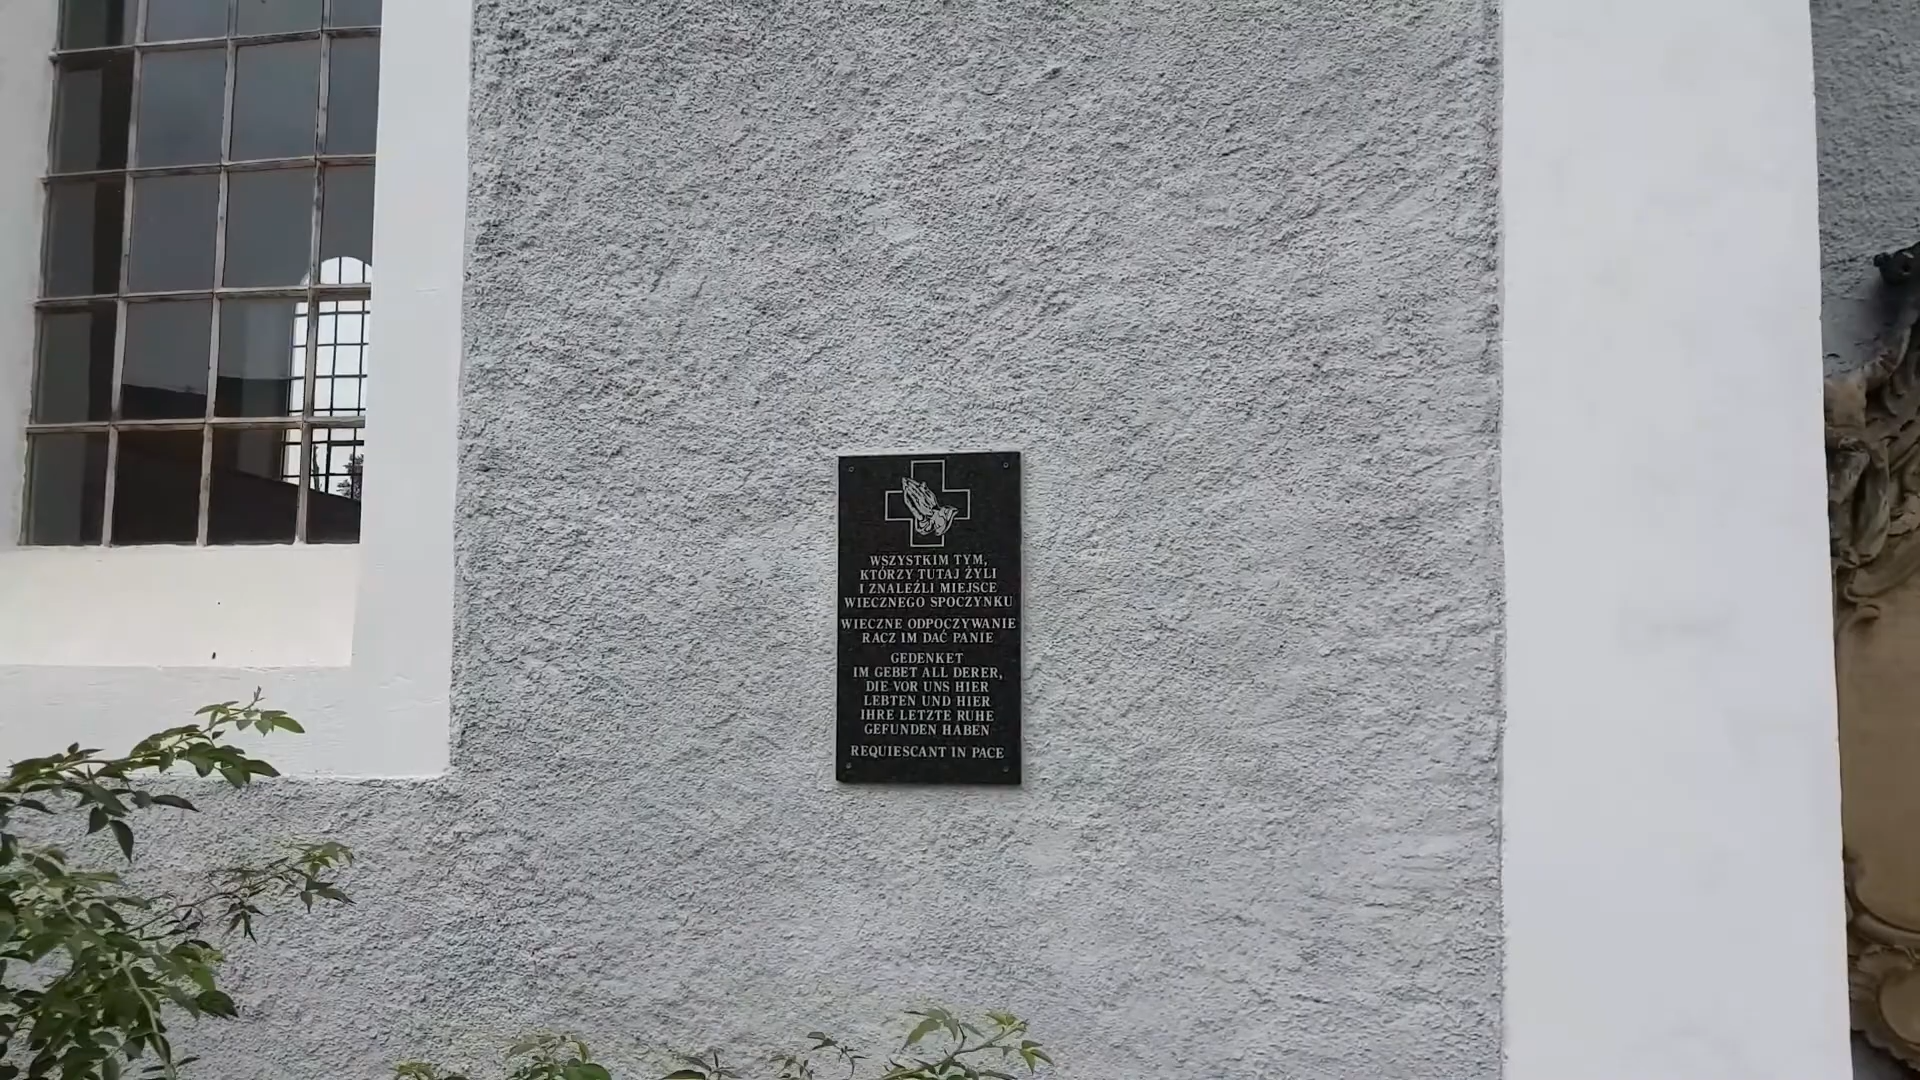 WSZYSTKIM TYM,
KTÓRZY TUTAJ ŻYLI
I ZNALEŹLI MIEJSCE
WIECZNEGO SPOCZYNKU
WIECZNE ODPOCZYWANIE
RACZ IM DAĆ PANIE
GEDENKET
IM GEBET ALL DERER,
DIE VOR UNS HIER
LEBTEN UND HIER
IHRE LETZTE RUHE
GEFUNDEN HABEN
REQUIESCANT IN PACE